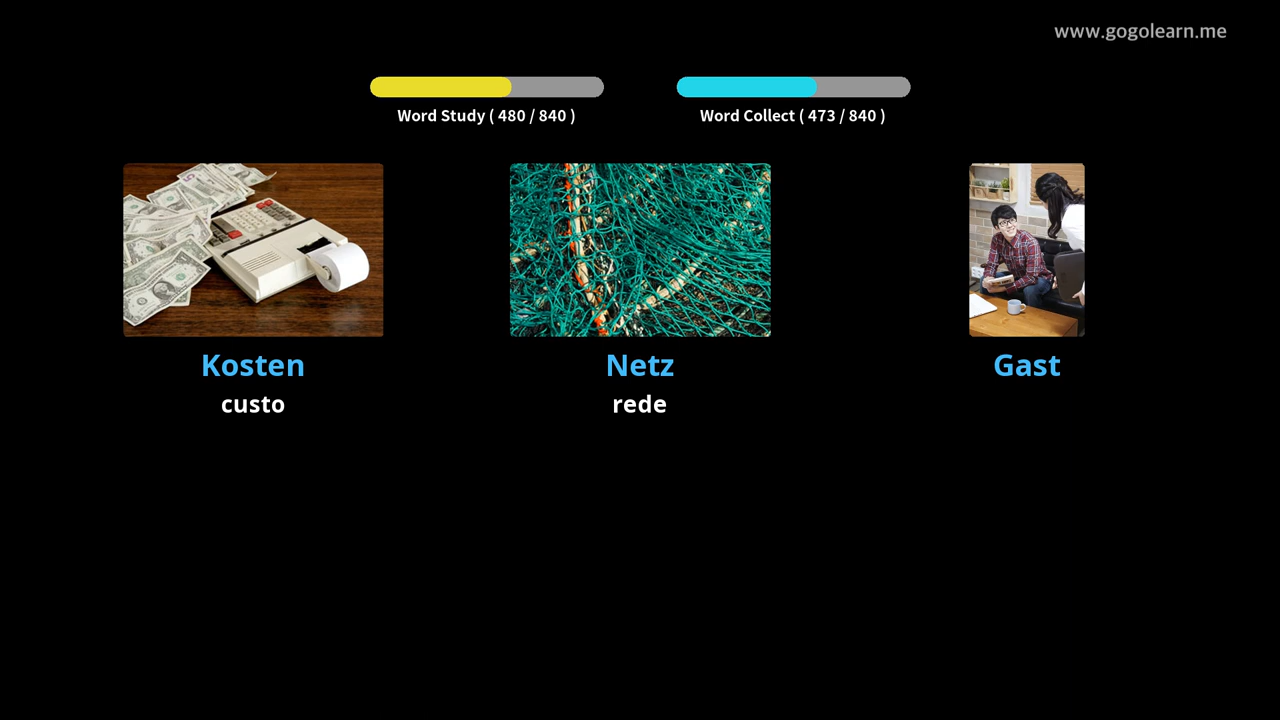 www.gogolearn.me
Word Study ( 480 / 840 )
Word Collect ( 473 / 840 )
Kosten
custo
Netz
rede
Gast